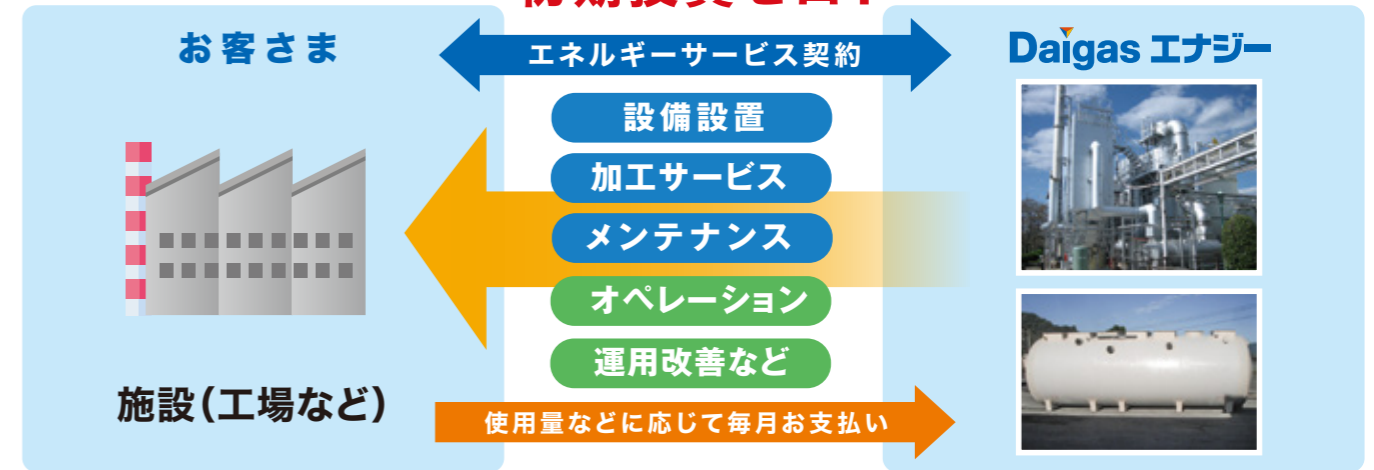 お客さま
エネルギーサービス契約
Daigas エナジー
設備設置
加工サービス
メンテナンス
オペレーション
運用改善など
施設(工場など)
使用量などに応じて毎月お支払い